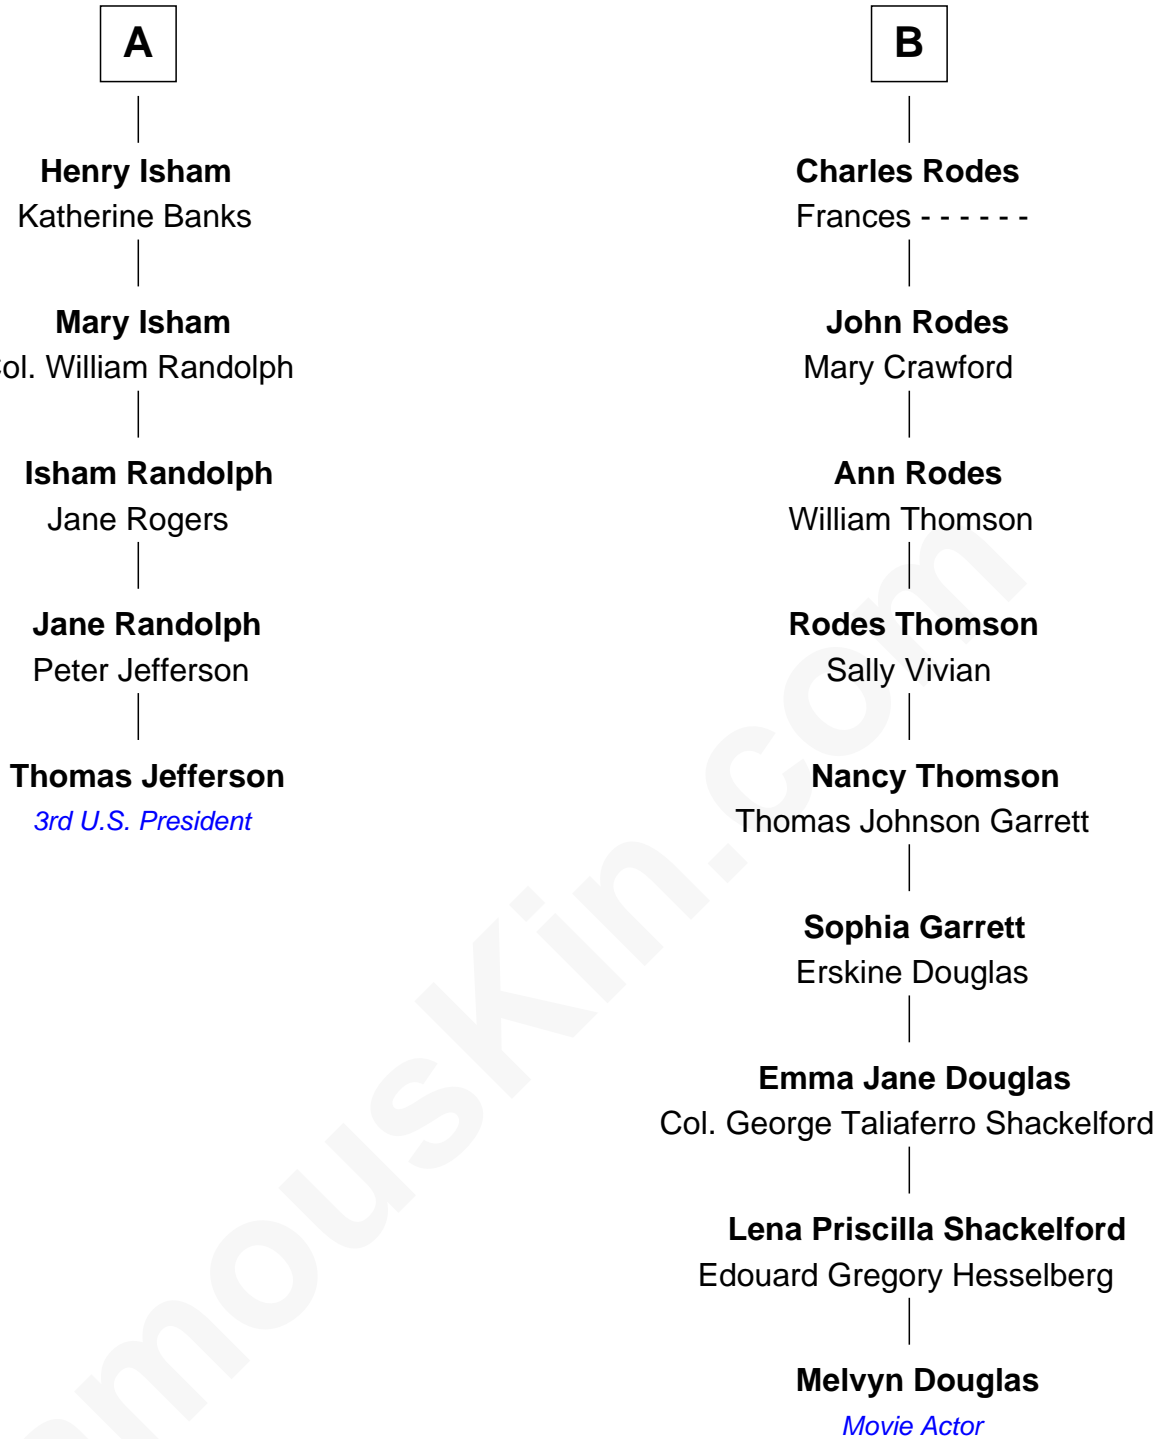 A
Henry Isham
Katherine Banks
Mary Isham
ol. William Randolph
Isham Randolph
Jane Rogers
Jane Randolph
Peter Jefferson
Thomas Jefferson
3rd U.S. President
B
Charles Rodes
Frances - - - - - -
John Rodes
Mary Crawford
Ann Rodes
William Thomson
Rodes Thomson
Sally Vivian
Nancy Thomson
Thomas Johnson Garrett
Sophia Garrett
Erskine Douglas
Emma Jane Douglas
Col. George Taliaferro Shackelford
Lena Priscilla Shackelford
Edouard Gregory Hesselberg
Melvyn Douglas
Movie Actor
amouskin.com